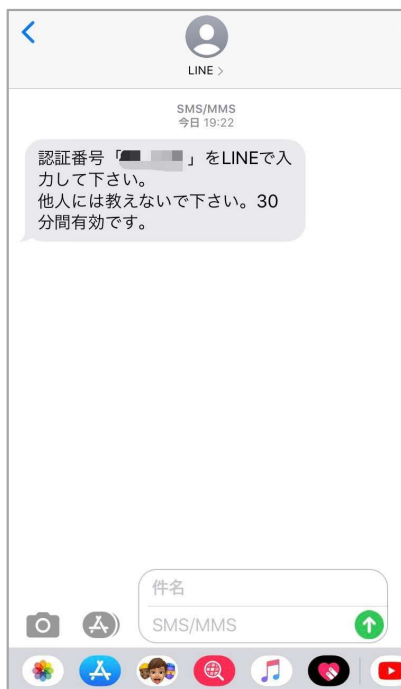 LINE
SMS/MMS
今日 19:22
認証番号「 」をLINEで入
力して下さい。
他人には教えないで下さい。30
分間有効です。
件名
SMS/MMS